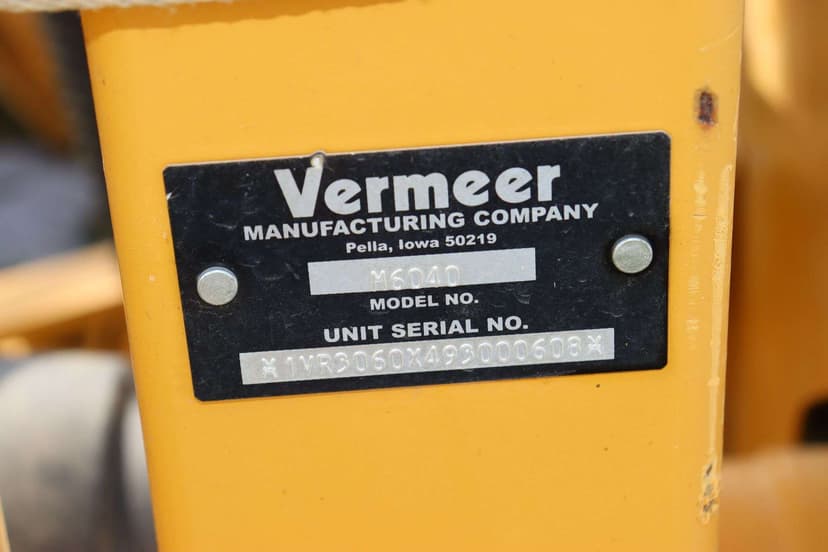 Vermeer
MANUFACTURING COMPANY
Pella, Iowa 50219
M6040
MODEL NO.
UNIT SERIAL NO.
*1VR3060X493000608*